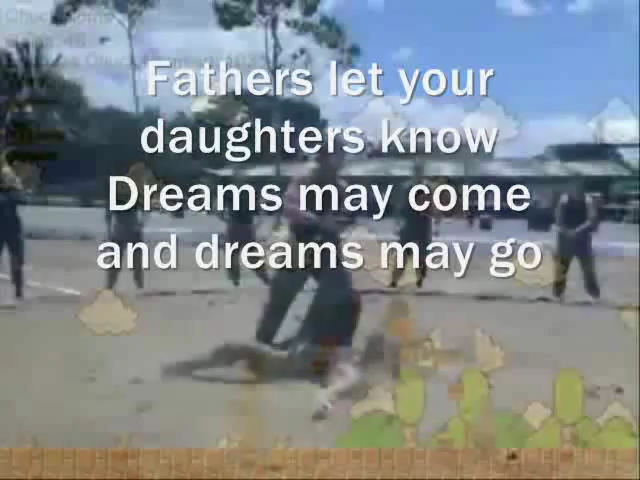 Fathers let your
daughters know
Dreams may come
and dreams may go